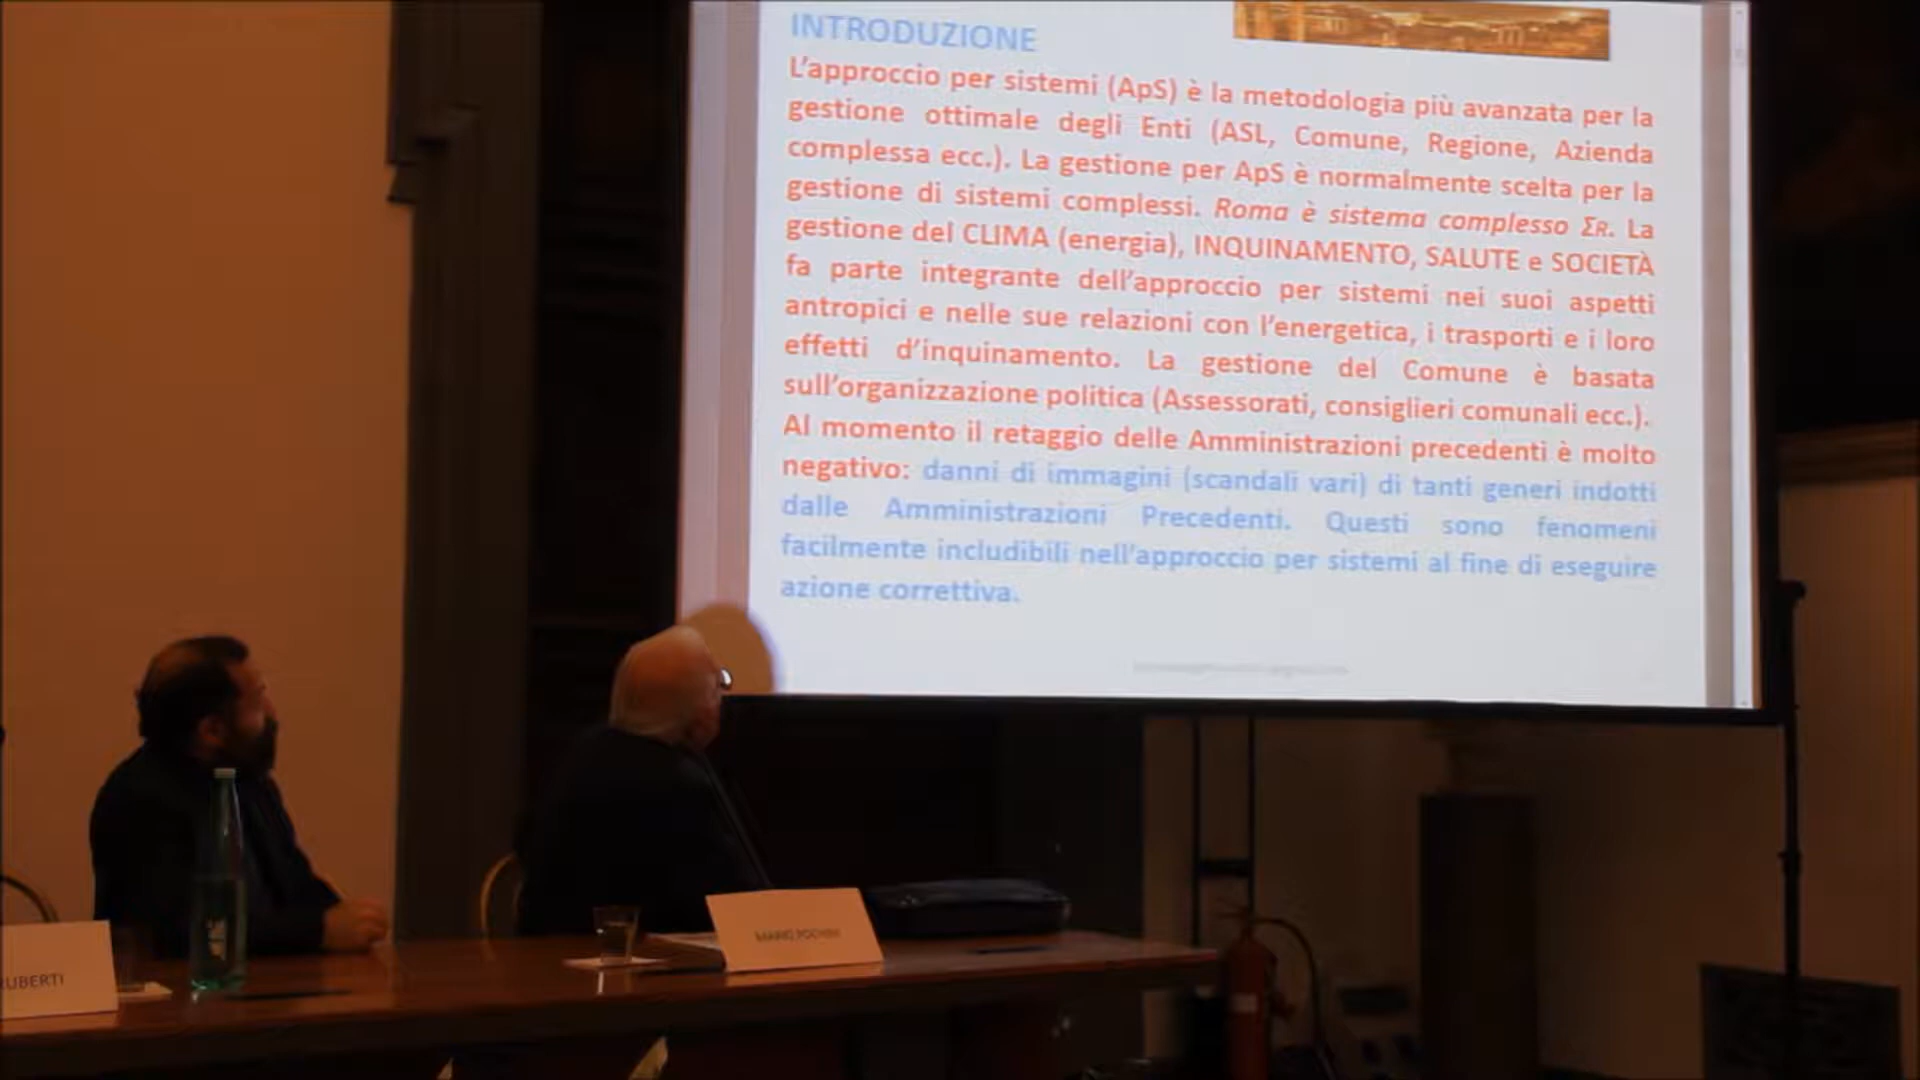 INTRODUZIONE
L'approccio per sistemi (ApS) è la metodologia più avanzata per la
gestione ottimale degli Enti (ASL, Comune, Regione, Azienda
complessa ecc.). La gestione per ApS è normalmente scelta per la
gestione di sistemi complessi. Roma è sistema complesso ΣR. La
gestione del CLIMA (energia), INQUINAMENTO, SALUTE e SOCIETÀ
fa parte integrante dell'approccio per sistemi nei suoi aspetti
antropici e nelle sue relazioni con l'energetica, i trasporti e i loro
effetti d'inquinamento. La gestione del Comune è basata
sull'organizzazione politica (Assessorati, consiglieri comunali ecc.).
Al momento il retaggio delle Amministrazioni precedenti è molto
negativo: danni di immagini (scandali vari) di tanti generi indotti
dalle Amministrazioni Precedenti. Questi sono fenomeni
facilmente includibili nell'approccio per sistemi al fine di eseguire
azione correttiva.
MARIO
RUBERTI